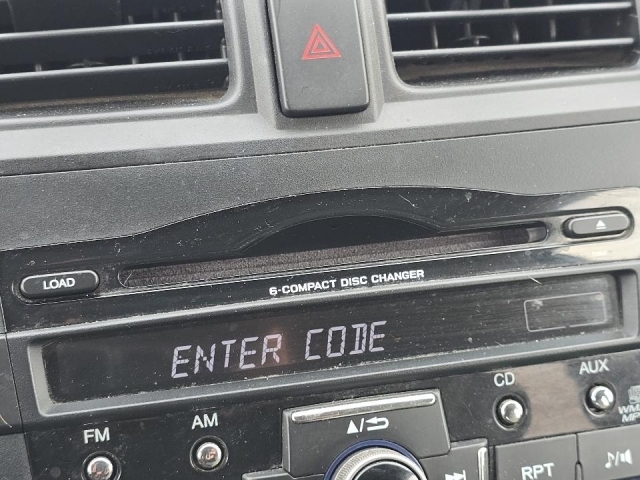 LOAD
6-COMPACT DISC CHANGER
ENTER CODE
FM
AM
CD
AUX
RPT